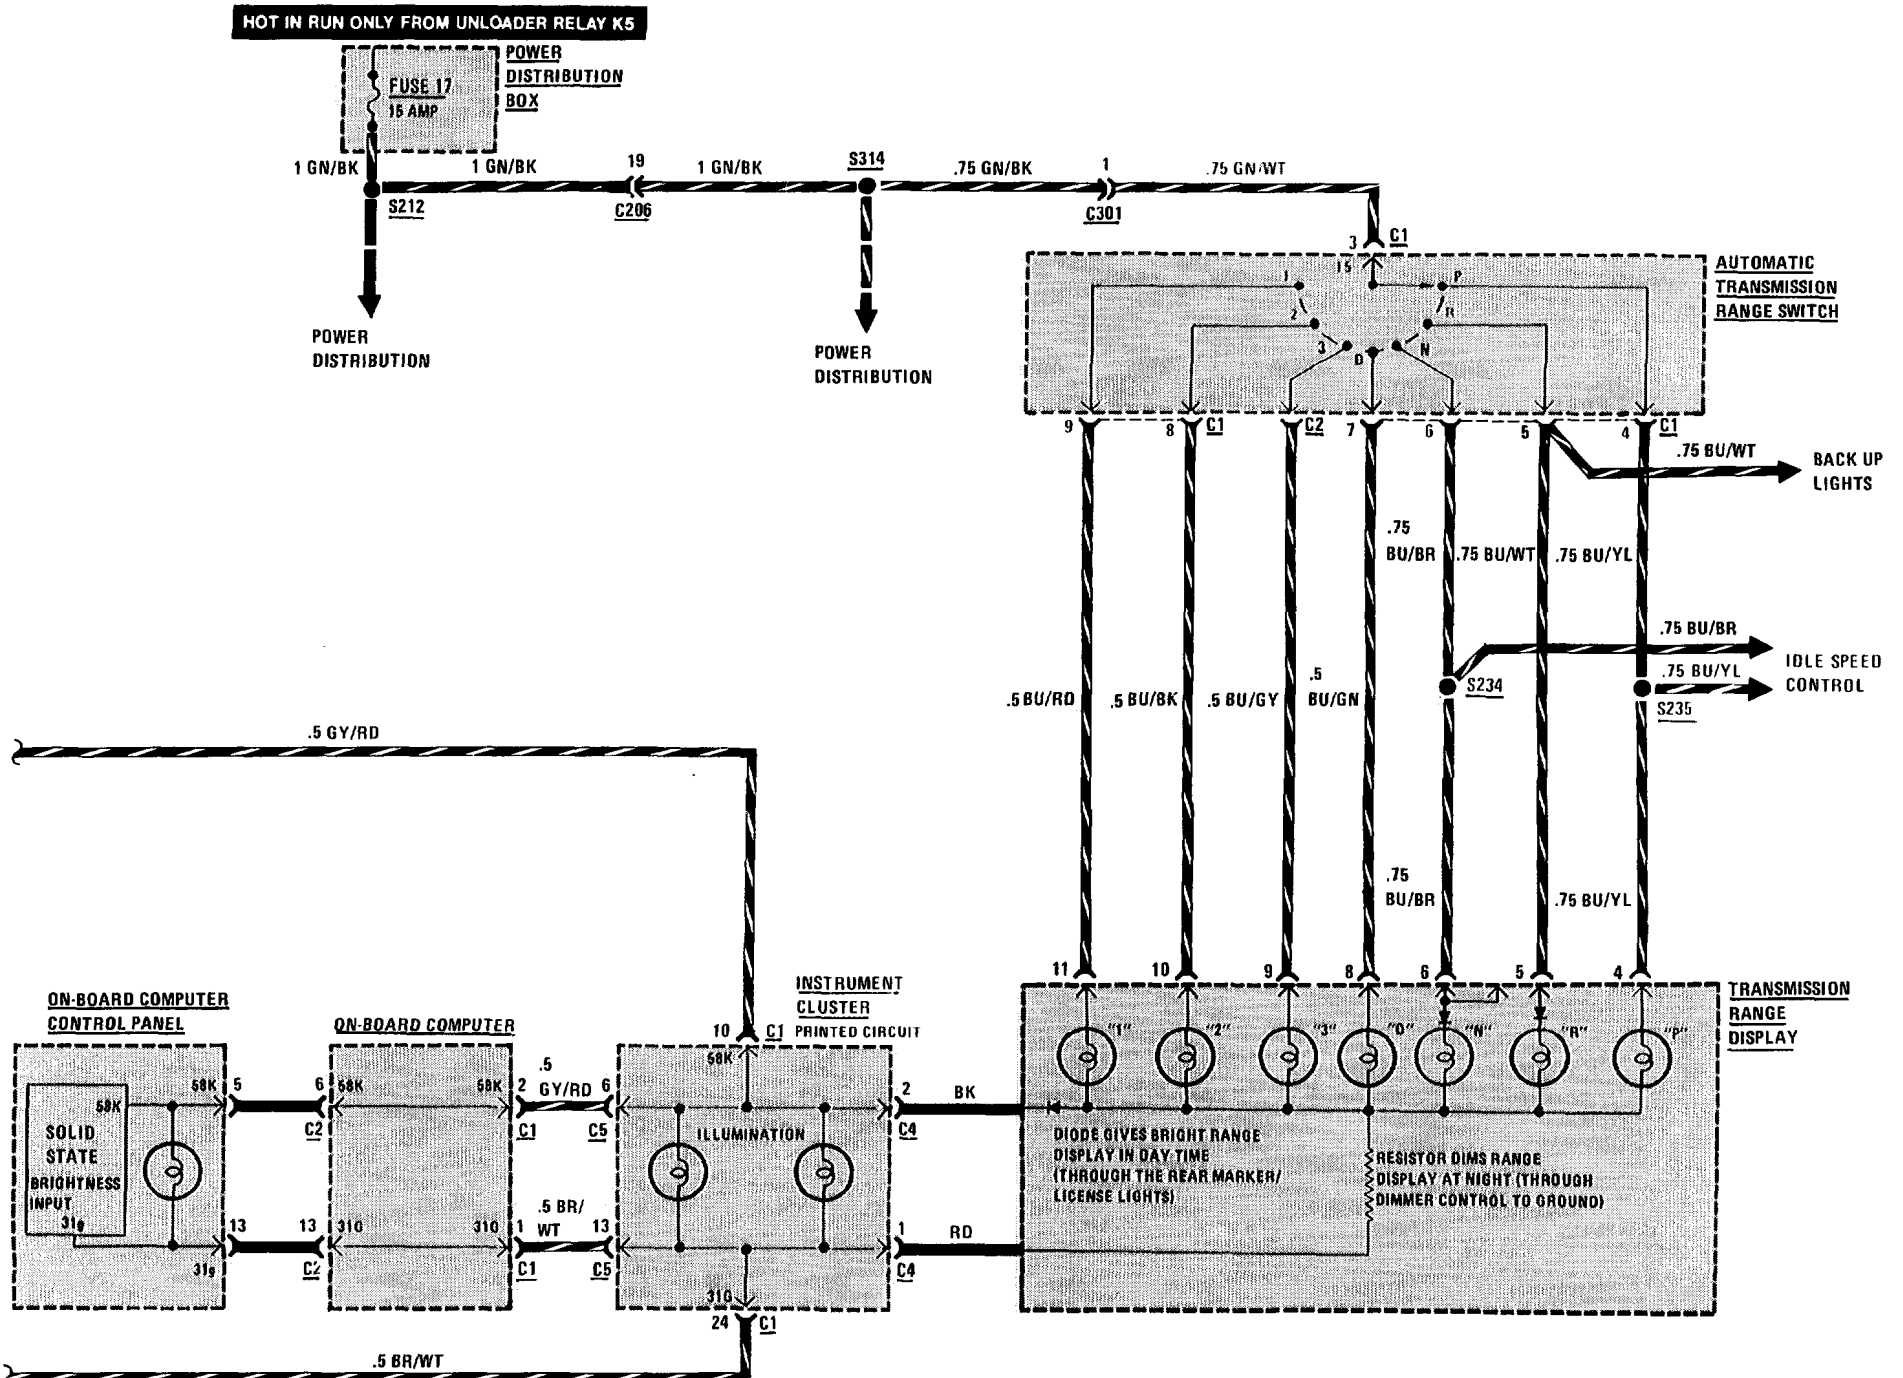 HOT IN RUN ONLY FROM UNLOADER RELAY K5
POWER
DISTRIBUTION
BOX
FUSE 17
15 AMP
1 GN/BK
1 GN/BK
19
1 GN/BK
S314
.75 GN/BK
1
.75 GN/WT
S212
C206
C301
3
C1
POWER
DISTRIBUTION
POWER
DISTRIBUTION
AUTOMATIC
TRANSMISSION
RANGE SWITCH
15
1
P
2
R
3
D
N
9
8
C1
C2
7
6
5
4
C1
.75 BU/WT
BACK UP
LIGHTS
.75
BU/BR
.75 BU/WT
.75 BU/YL
.75 BU/BR
IDLE SPEED
CONTROL
.75 BU/YL
S234
S235
.5 BU/RD
.5 BU/BK
.5 BU/GY
.5
BU/GN
.5 GY/RD
.75
BU/BR
.75 BU/YL
11
10
9
8
6
5
4
TRANSMISSION
RANGE
DISPLAY
"1"
"2"
"3"
"D"
"N"
"R"
"P"
ON-BOARD COMPUTER
CONTROL PANEL
ON-BOARD COMPUTER
INSTRUMENT
CLUSTER
PRINTED CIRCUIT
10
C1
58K
58K
5
6
58K
58K
2
.5
GY/RD
6
58K
C2
C1
C5
2
BK
C4
SOLID
STATE
BRIGHTNESS
INPUT
31g
ILLUMINATION
DIODE GIVES BRIGHT RANGE
DISPLAY IN DAY TIME
(THROUGH THE REAR MARKER/
LICENSE LIGHTS)
RESISTOR DIMS RANGE
DISPLAY AT NIGHT (THROUGH
DIMMER CONTROL TO GROUND)
13
13
31G
31G
1
.5 BR/
WT
13
31g
C2
C1
C5
1
RD
C4
31G
24
C1
.5 BR/WT